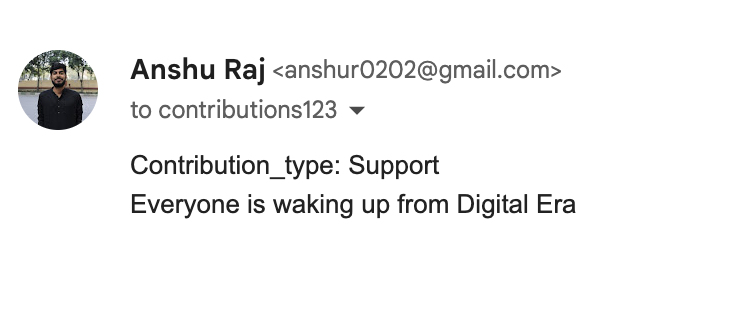 Anshu Raj <anshur0202@gmail.com>
to contributions123
Contribution_type: Support
Everyone is waking up from Digital Era